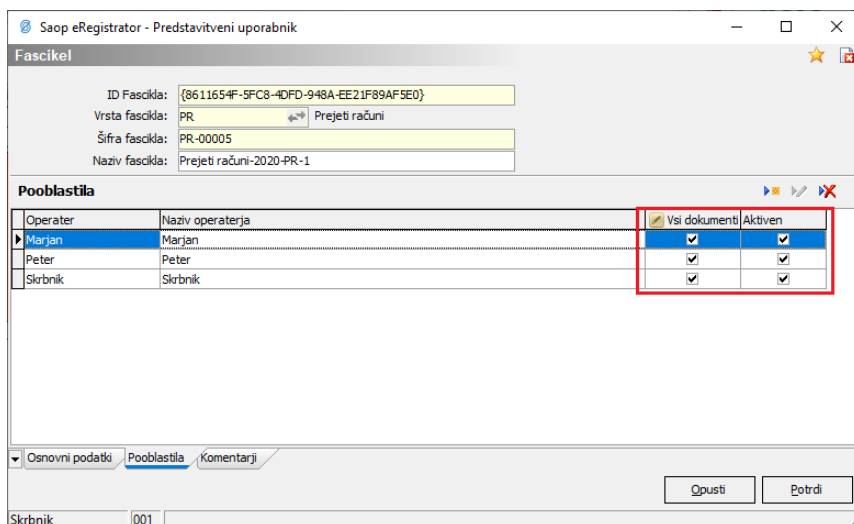 Saop eRegistrator - Predstavitveni uporabnik
Fascikel
ID Fascikla: {8611654F-5FC8-4DFD-948A-EE21F89AF5E0}
Vrsta fascikla: PR Prejeti računi
Šifra fascikla: PR-00005
Naziv fascikla: Prejeti računi-2020-PR-1
Pooblastila
Operater Naziv operaterja Vsi dokumenti Aktiven
Marjan Marjan
Peter Peter
Skrbnik Skrbnik
Osnovni podatki Pooblastila Komentarji
Opusti Potrdi
Skrbnik 001